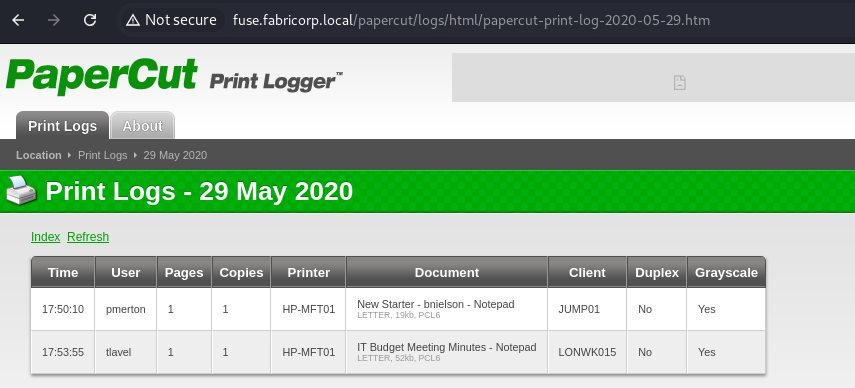 Not secure fuse.fabricorp.local/papercut/logs/html/papercut-print-log-2020-05-29.htm
PaperCut Print Logger™
Print Logs About
Location Print Logs 29 May 2020
Print Logs - 29 May 2020
Index Refresh
Time User Pages Copies Printer Document Client Duplex Grayscale
17:50:10 pmerton 1 1 HP-MFT01 New Starter - bnielson - Notepad JUMP01 No Yes
LETTER, 19kb, PCL6
17:53:55 tlavel 1 1 HP-MFT01 IT Budget Meeting Minutes - Notepad LONWK015 No Yes
LETTER, 52kb, PCL6